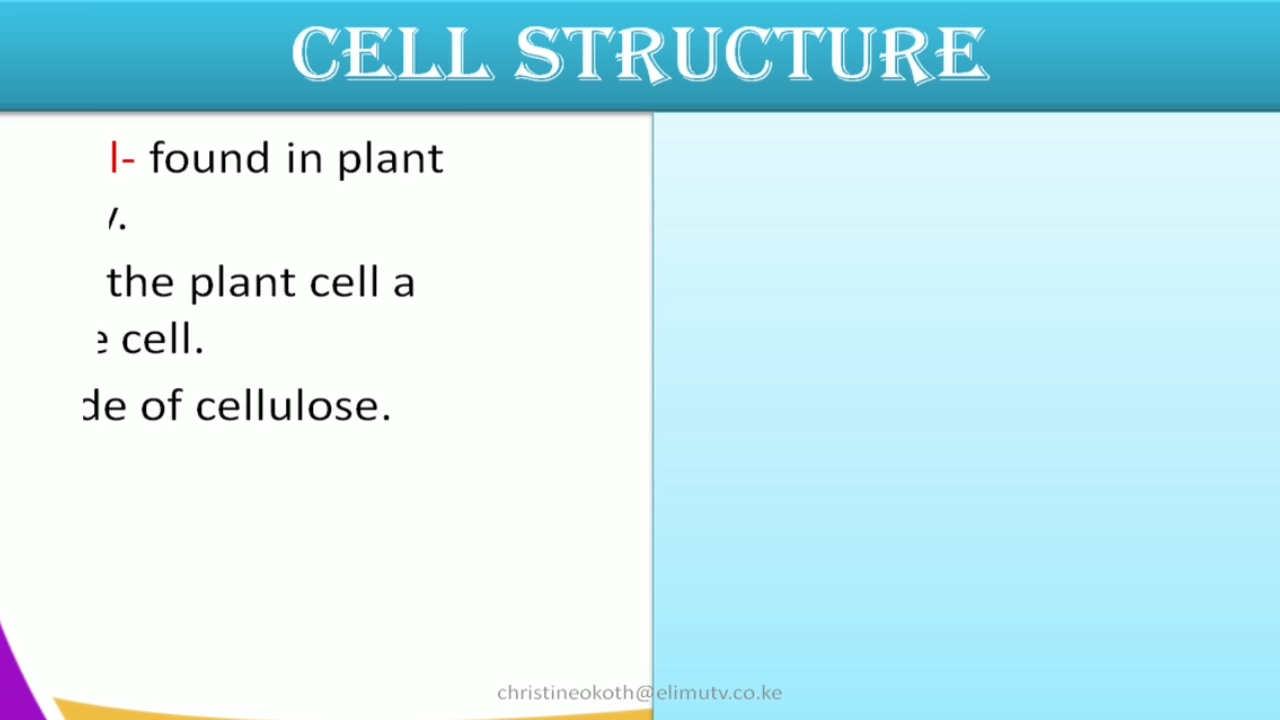 CELL STRUCTURE
l- found in plant
y.
the plant cell a
e cell.
de of cellulose.
christineokoth@elimutv.co.ke